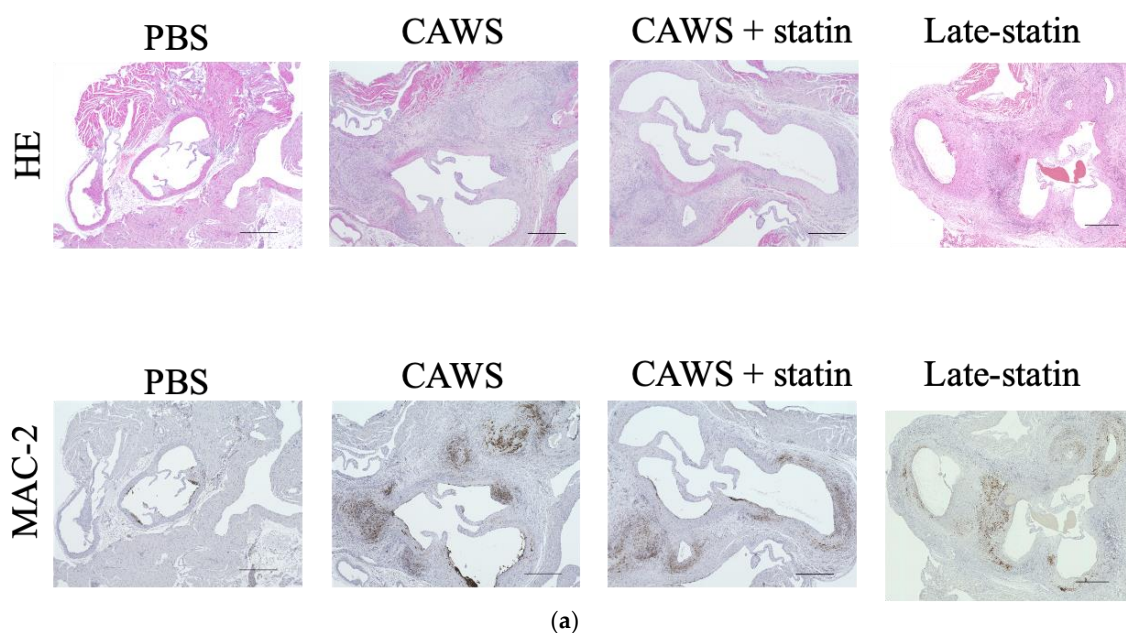 PBS CAWS CAWS + statin Late-statin
HE
PBS CAWS CAWS + statin Late-statin
MAC-2
(a)